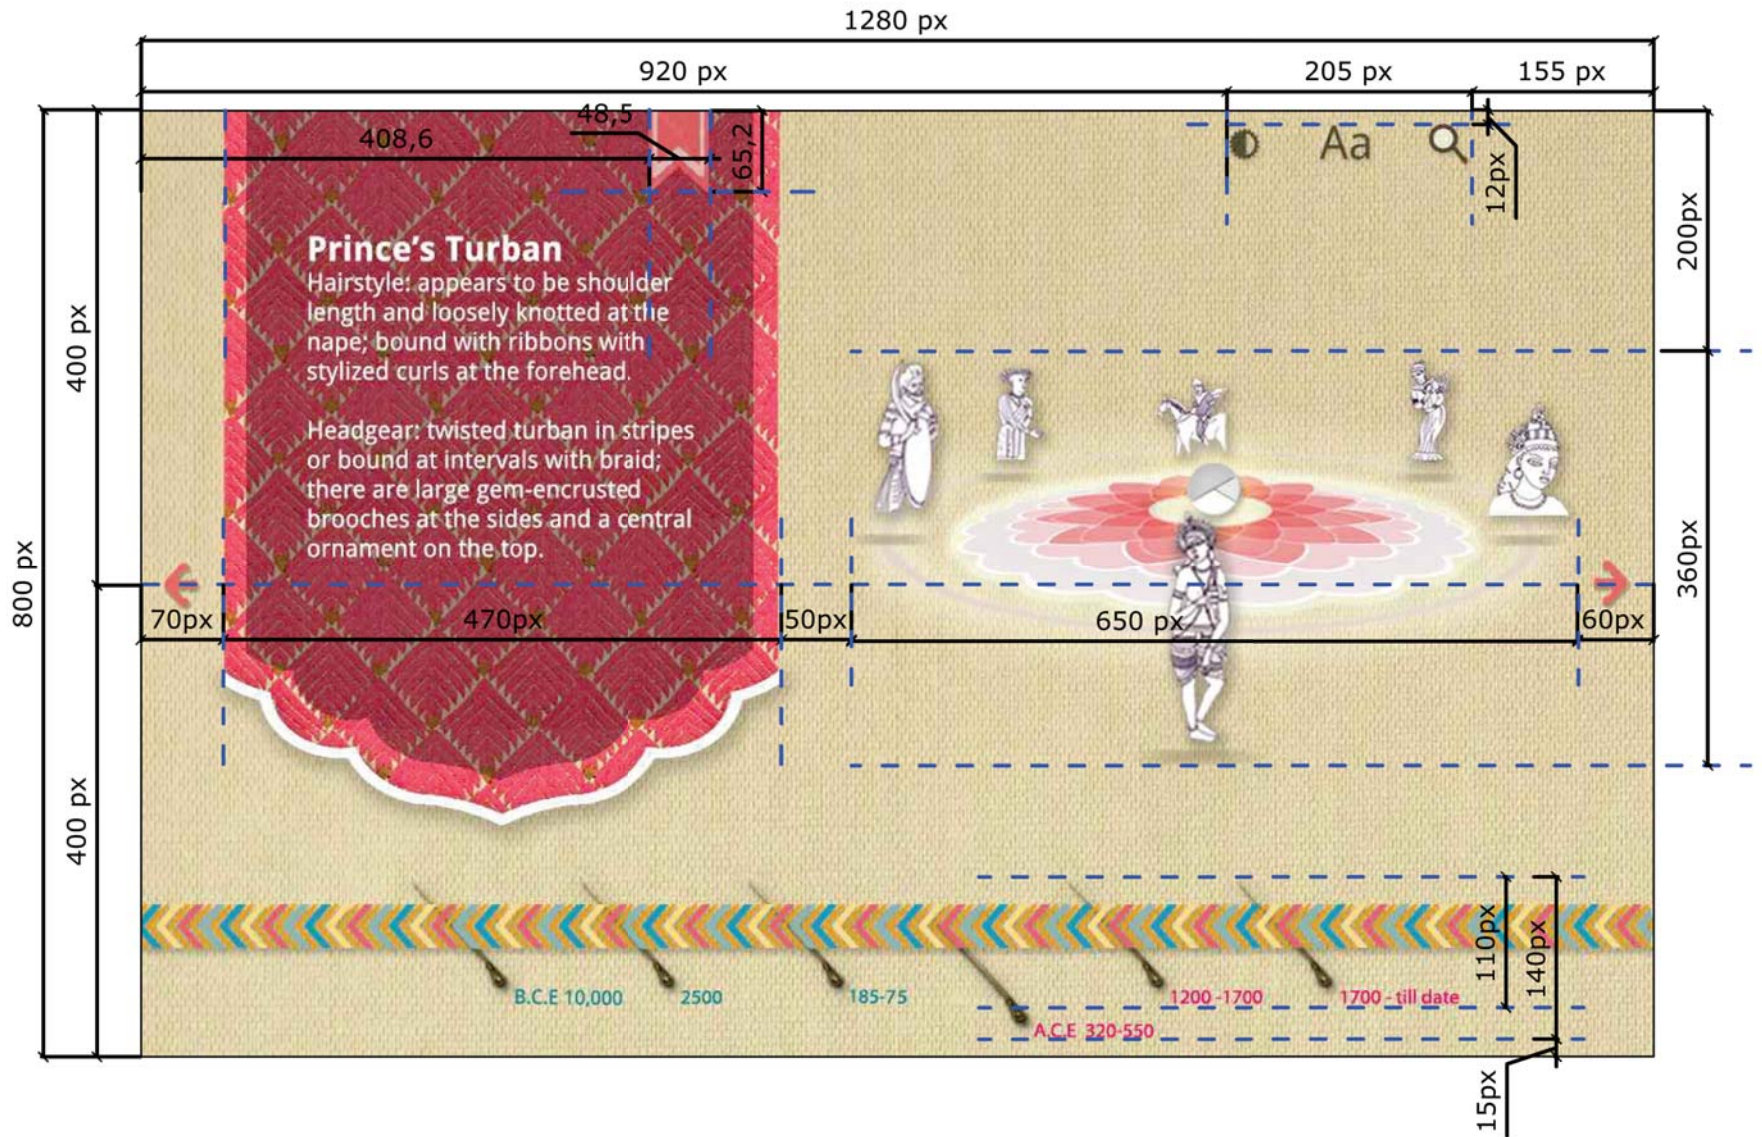 1280 px
920 px
205 px
155 px
48,5
408,6
65,2
Aa
12px
200px
Prince’s Turban
Hairstyle: appears to be shoulder
length and loosely knotted at the
nape; bound with ribbons with
stylized curls at the forehead.
Headgear: twisted turban in stripes
or bound at intervals with braid;
there are large gem-encrusted
brooches at the sides and a central
ornament on the top.
400 px
800 px
360px
70px
470px
50px
650 px
60px
400 px
110px
140px
B.C.E 10,000
2500
185-75
1200 -1700
1700 - till date
A.C.E 320-550
15px